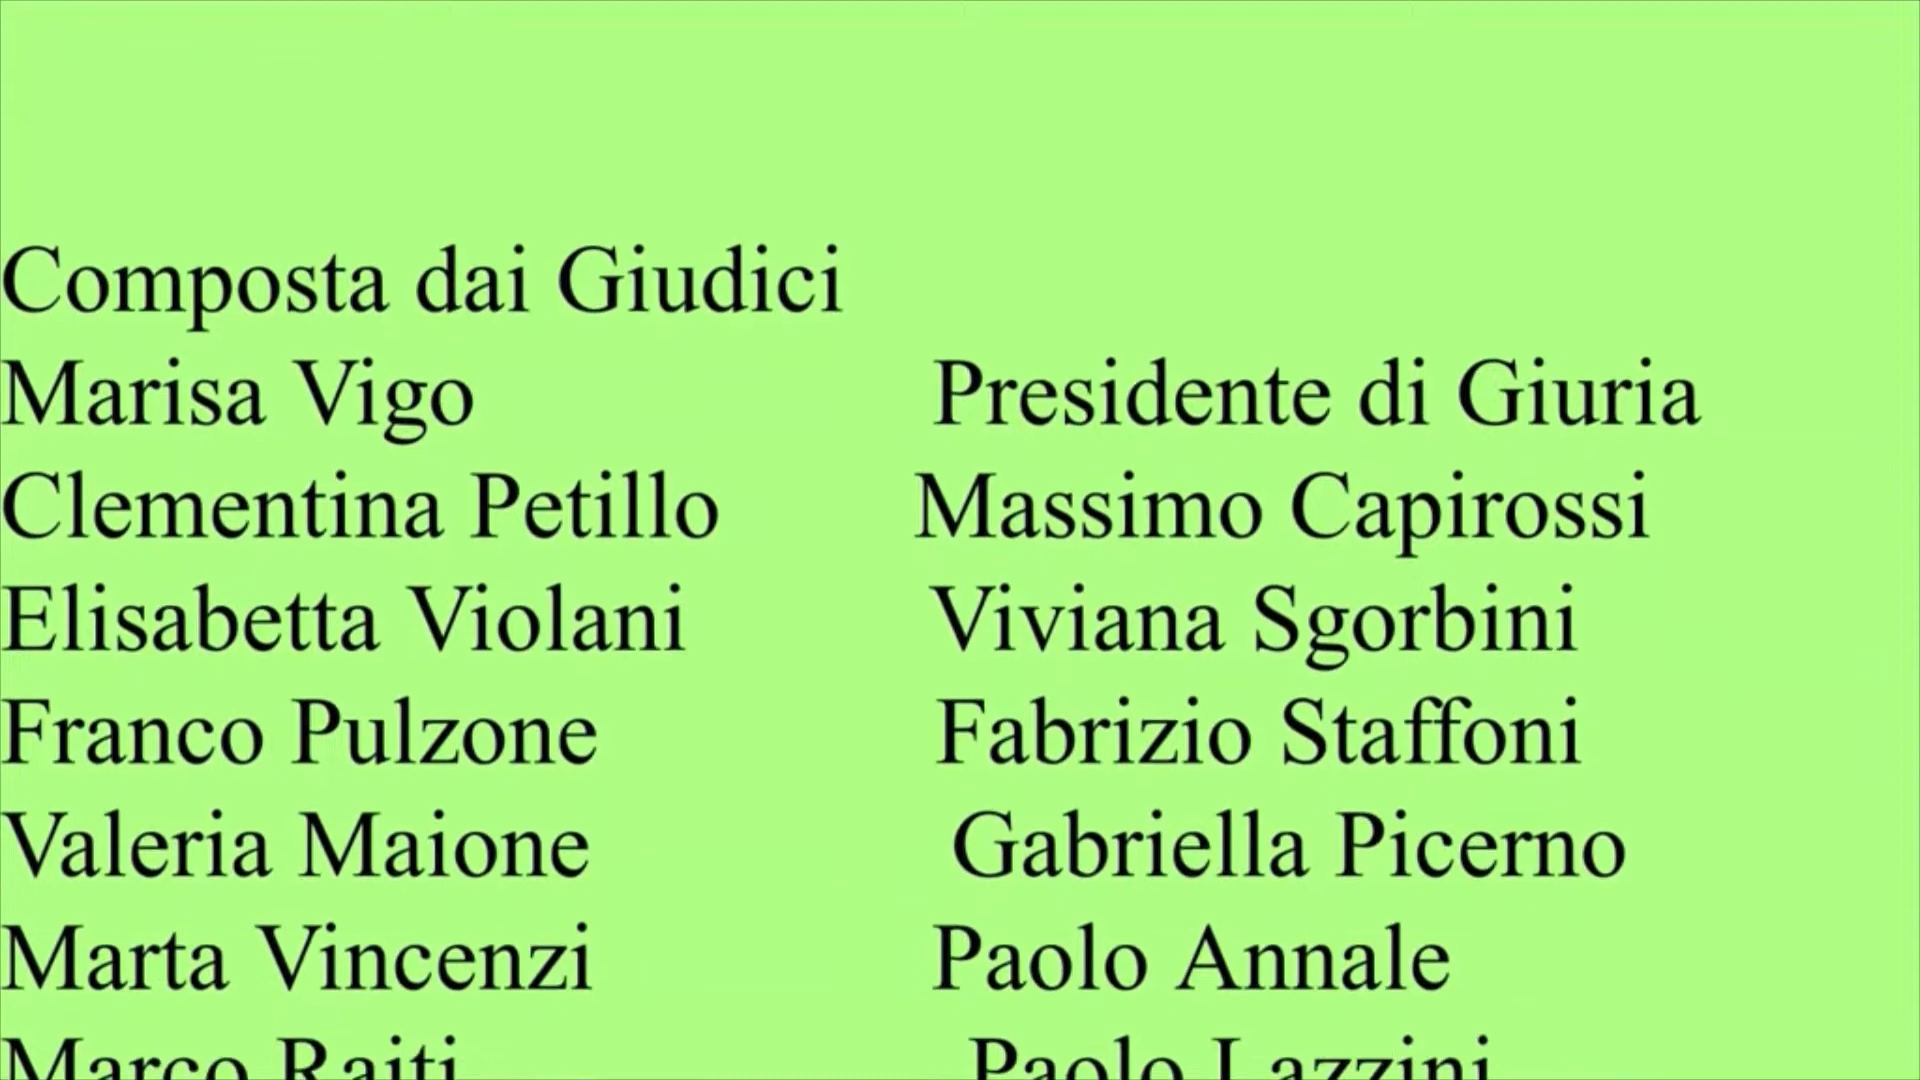 Composta dai Giudici
Marisa Vigo Presidente di Giuria
Clementina Petillo Massimo Capirossi
Elisabetta Violani Viviana Sgorbini
Franco Pulzone Fabrizio Staffoni
Valeria Maione Gabriella Picerno
Marta Vincenzi Paolo Annale
Marco Raiti Paolo Lazzini